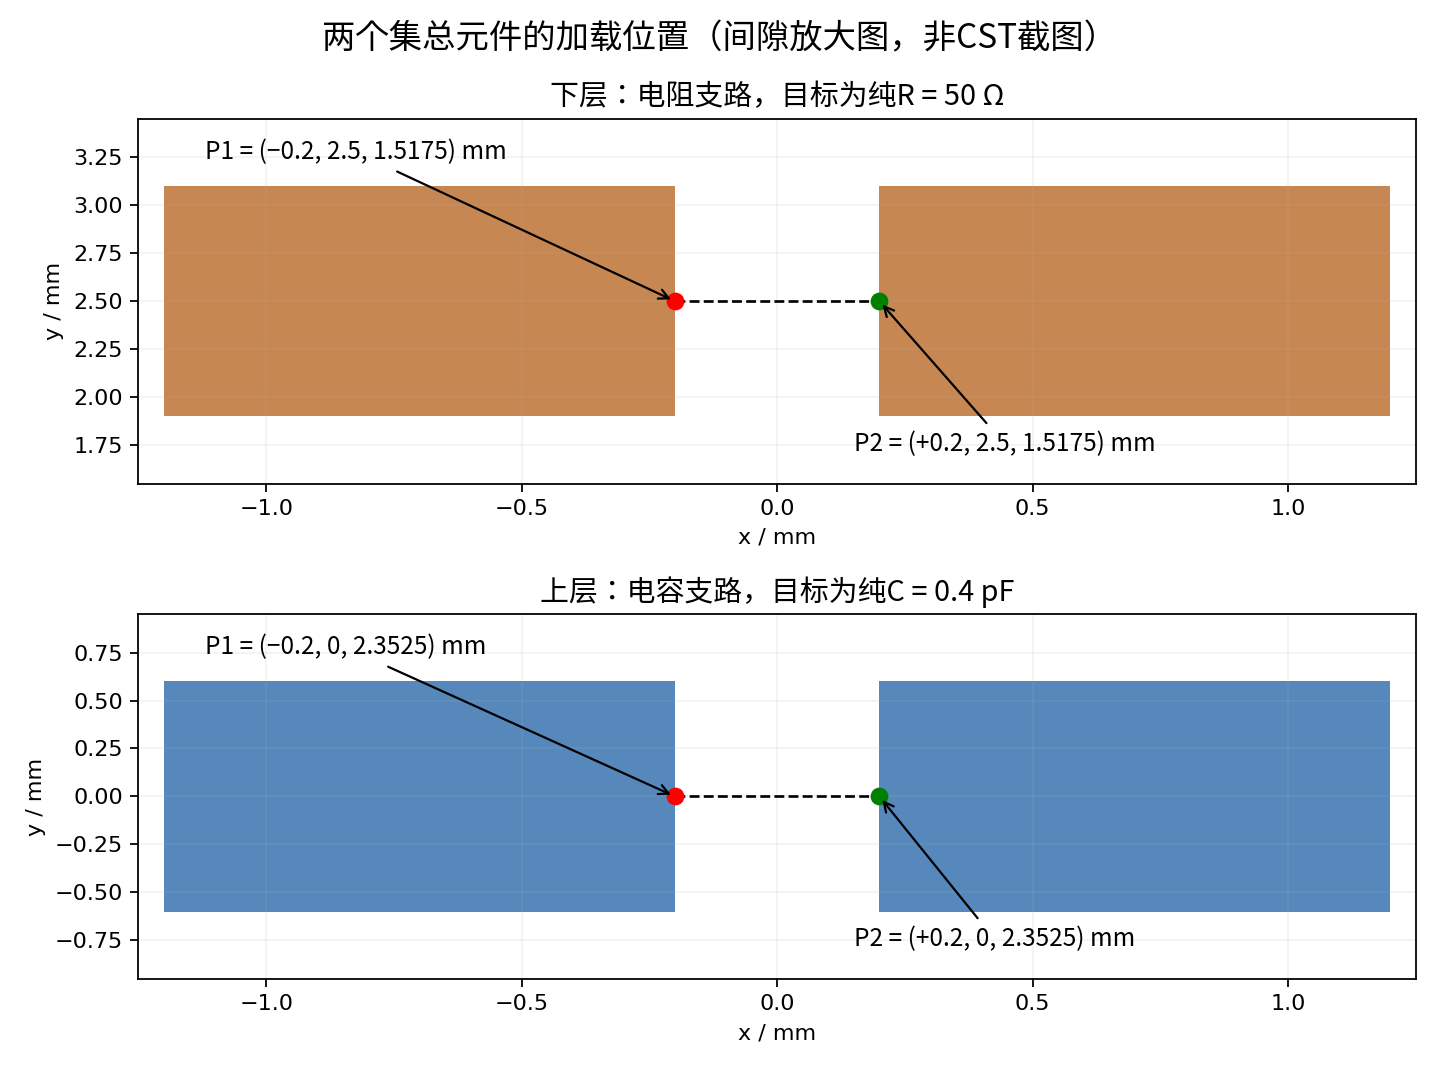 两个集总元件的加载位置（间隙放大图，非CST截图）
下层：电阻支路，目标为纯R = 50 Ω
P1 = (−0.2, 2.5, 1.5175) mm
P2 = (+0.2, 2.5, 1.5175) mm
3.25
3.00
2.75
2.50
2.25
2.00
1.75
y / mm
−1.0
−0.5
0.0
0.5
1.0
x / mm
上层：电容支路，目标为纯C = 0.4 pF
P1 = (−0.2, 0, 2.3525) mm
P2 = (+0.2, 0, 2.3525) mm
0.75
0.50
0.25
0.00
−0.25
−0.50
−0.75
y / mm
−1.0
−0.5
0.0
0.5
1.0
x / mm